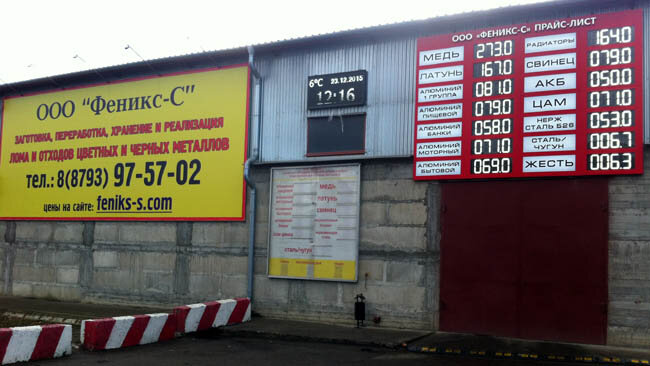 ООО "Феникс-С"
ЗАГОТОВКА, ПЕРЕРАБОТКА, ХРАНЕНИЕ И РЕАЛИЗАЦИЯ
ЛОМА И ОТХОДОВ ЦВЕТНЫХ И ЧЕРНЫХ МЕТАЛЛОВ
тел.: 8(8793) 97-57-02
цены на сайте: feniks-s.com
6°C 23.12.2015
12:16
медь
латунь
свинец
сталь/чугун
ООО «ФЕНИКС-С» ПРАЙС-ЛИСТ
МЕДЬ 273.0
ЛАТУНЬ 167.0
АЛЮМИНИЙ 1 ГРУППА 081.0
АЛЮМИНИЙ ПИЩЕВОЙ 079.0
АЛЮМИНИЙ БАНКИ 058.0
АЛЮМИНИЙ МОТОРНЫЙ 071.0
АЛЮМИНИЙ БЫТОВОЙ 069.0
РАДИАТОРЫ 164.0
СВИНЕЦ 079.0
АКБ 050.0
ЦАМ 071.0
НЕРЖ СТАЛЬ Б26 053.0
СТАЛЬ/ЧУГУН 006.7
ЖЕСТЬ 006.3